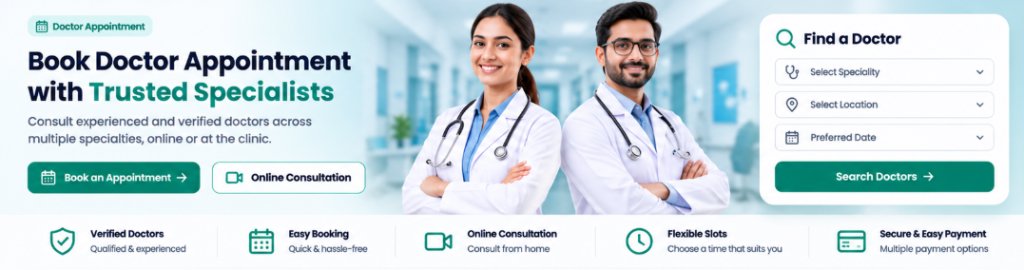 Doctor Appointment
Book Doctor Appointment
with Trusted Specialists
Consult experienced and verified doctors across
multiple specialties, online or at the clinic.
Book an Appointment →
Online Consultation
Find a Doctor
Select Speciality
Select Location
Preferred Date
Search Doctors →
Verified Doctors
Qualified & experienced
Easy Booking
Quick & hassle-free
Online Consultation
Consult from home
Flexible Slots
Choose a time that suits you
Secure & Easy Payment
Multiple payment options